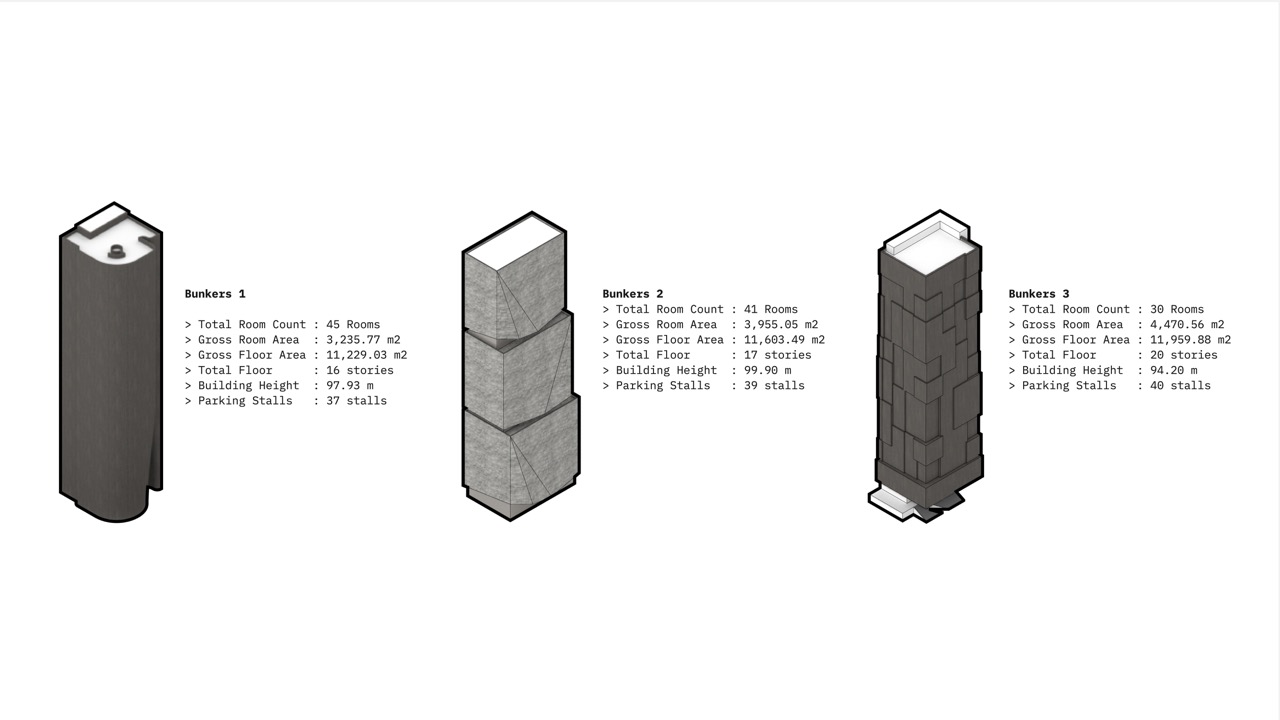 Bunkers 1
> Total Room Count : 45 Rooms
> Gross Room Area  : 3,235.77 m2
> Gross Floor Area : 11,229.03 m2
> Total Floor      : 16 stories
> Building Height  : 97.93 m
> Parking Stalls   : 37 stalls
Bunkers 2
> Total Room Count : 41 Rooms
> Gross Room Area  : 3,955.05 m2
> Gross Floor Area : 11,603.49 m2
> Total Floor      : 17 stories
> Building Height  : 99.90 m
> Parking Stalls   : 39 stalls
Bunkers 3
> Total Room Count : 30 Rooms
> Gross Room Area  : 4,470.56 m2
> Gross Floor Area : 11,959.88 m2
> Total Floor      : 20 stories
> Building Height  : 94.20 m
> Parking Stalls   : 40 stalls